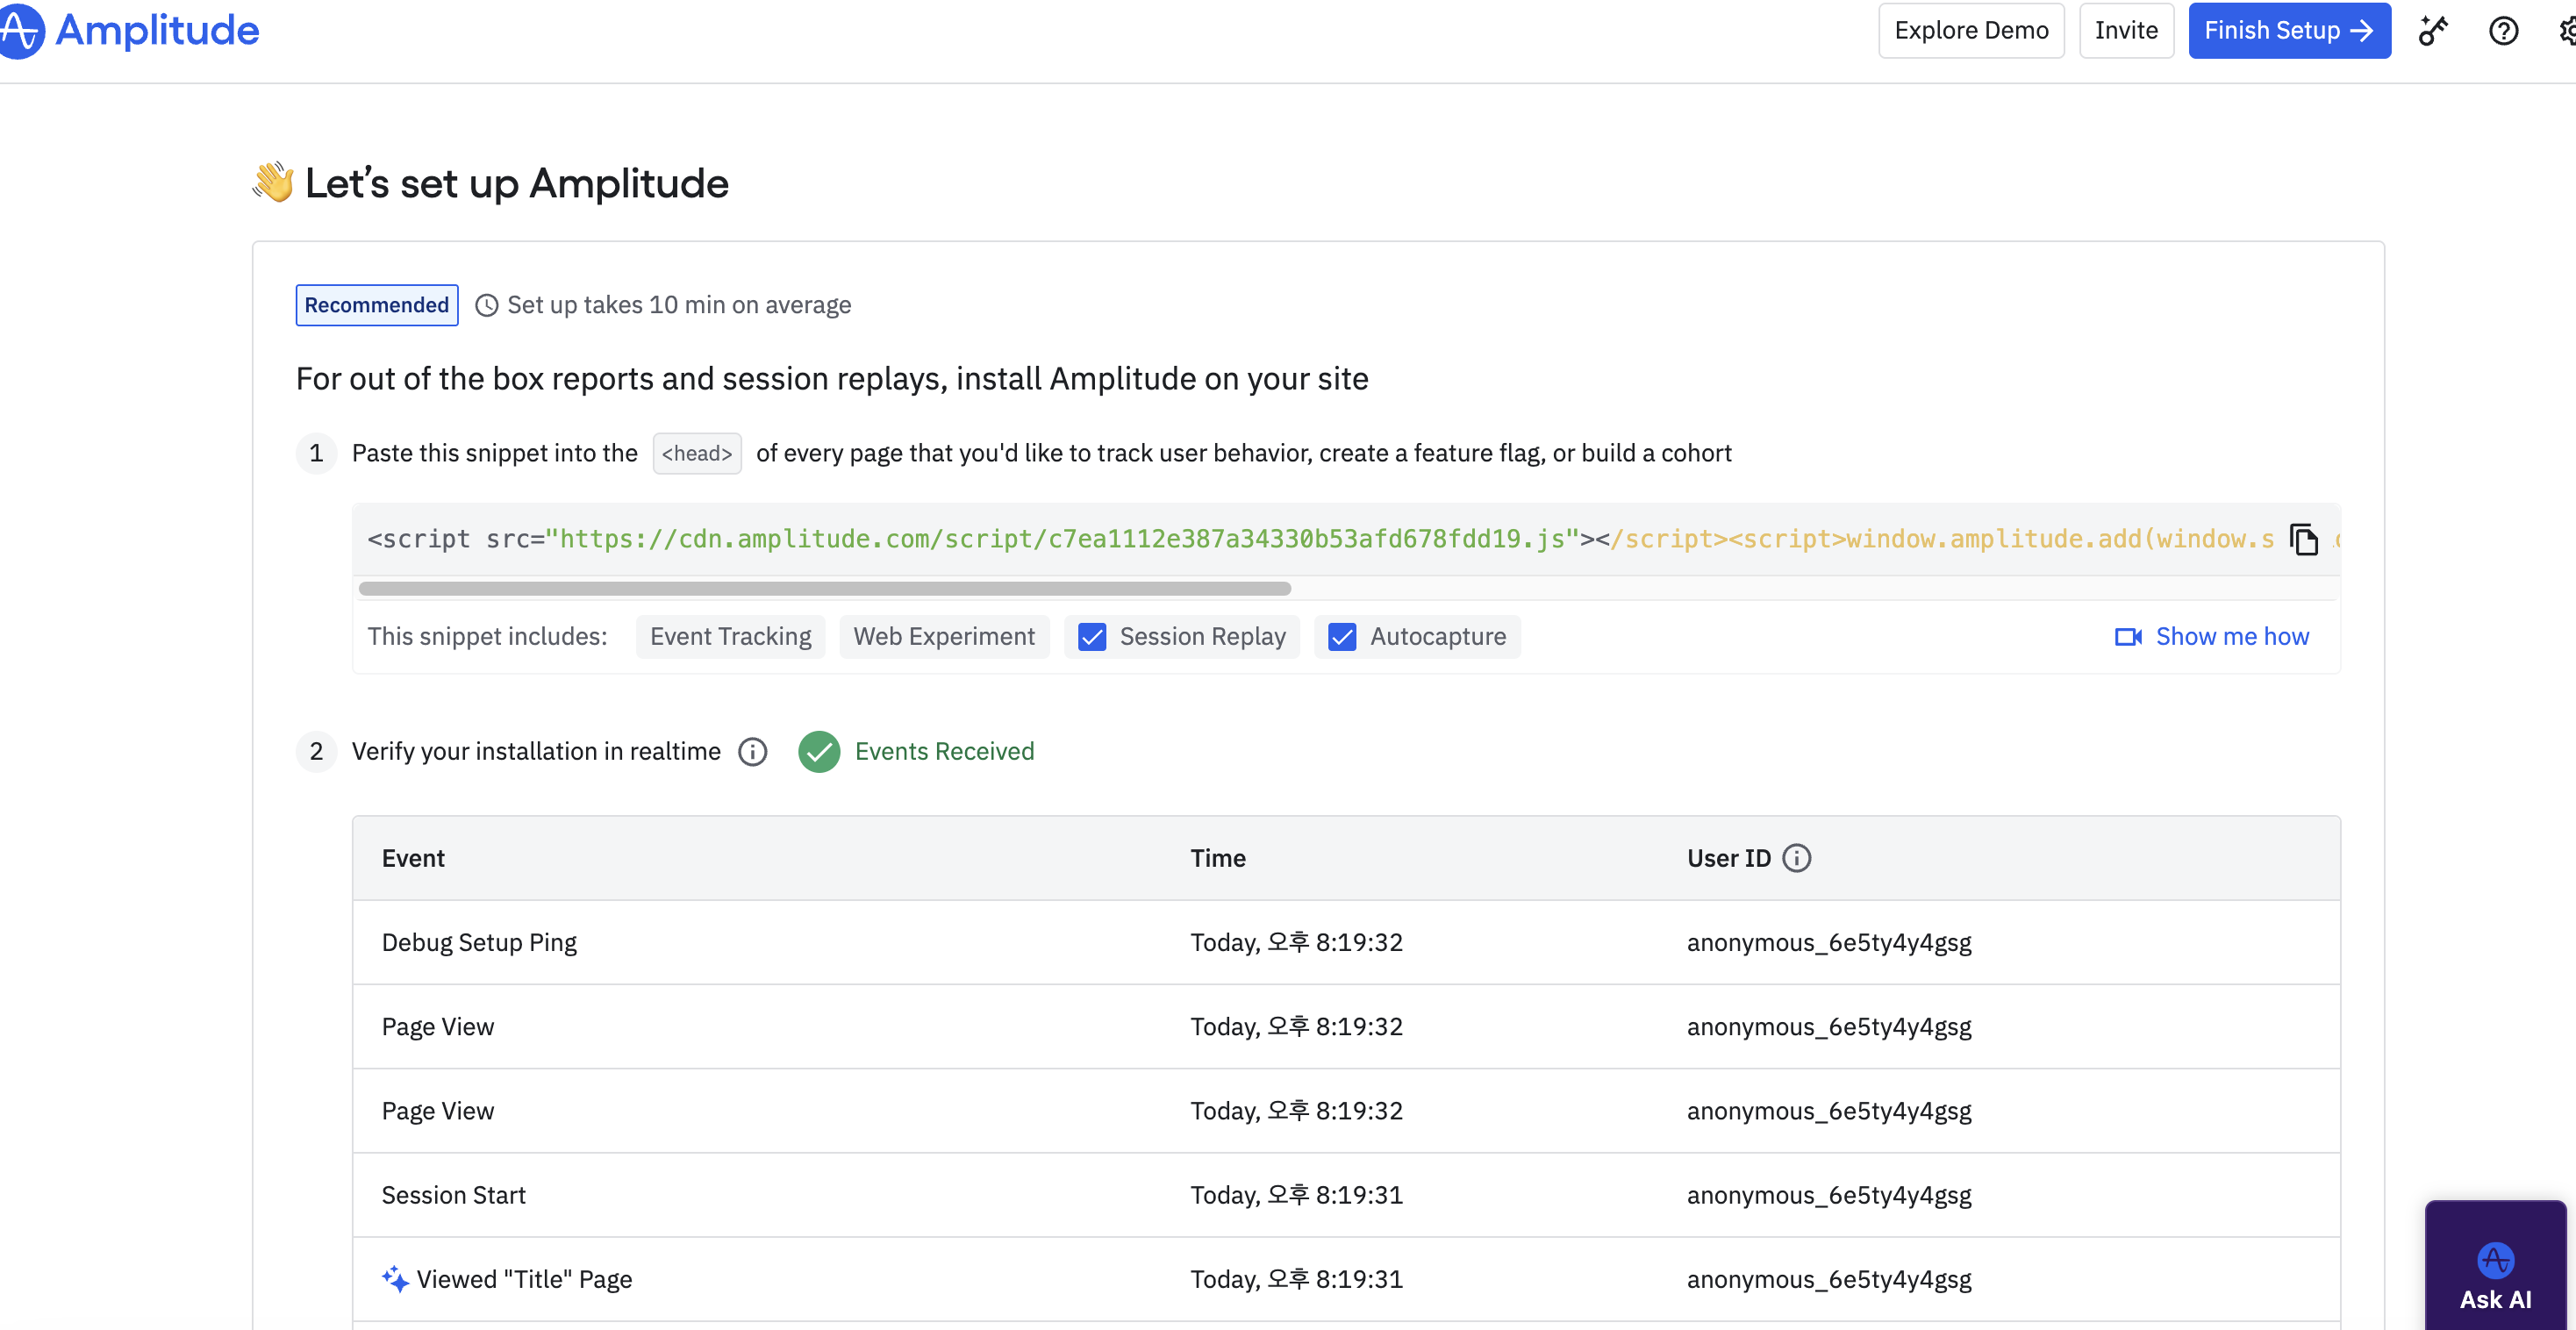 Amplitude
Explore Demo
Invite
Finish Setup →
👋 Let's set up Amplitude
Recommended
Set up takes 10 min on average
For out of the box reports and session replays, install Amplitude on your site
1 Paste this snippet into the <head> of every page that you'd like to track user behavior, create a feature flag, or build a cohort
<script src="https://cdn.amplitude.com/script/c7ea1112e387a34330b53afd678fdd19.js"></script><script>window.amplitude.add(window.s
This snippet includes: Event Tracking Web Experiment Session Replay Autocapture Show me how
2 Verify your installation in realtime Events Received
Event Time User ID
Debug Setup Ping Today, 오후 8:19:32 anonymous_6e5ty4y4gsg
Page View Today, 오후 8:19:32 anonymous_6e5ty4y4gsg
Page View Today, 오후 8:19:32 anonymous_6e5ty4y4gsg
Session Start Today, 오후 8:19:31 anonymous_6e5ty4y4gsg
Viewed "Title" Page Today, 오후 8:19:31 anonymous_6e5ty4y4gsg
Ask AI